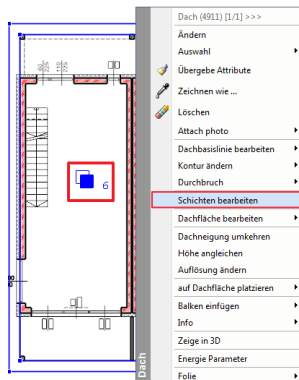 Dach (4911) [1/1] >>>
Ändern
Auswahl
Übergebe Attribute
Zeichnen wie ...
Löschen
Attach photo
Dachbasislinie bearbeiten
Kontur ändern
Durchbruch
Schichten bearbeiten
Dachfläche bearbeiten
Dachneigung umkehren
Höhe angleichen
Auflösung ändern
auf Dachfläche platzieren
Balken einfügen
Info
Zeige in 3D
Energie Parameter
Folie
Dach